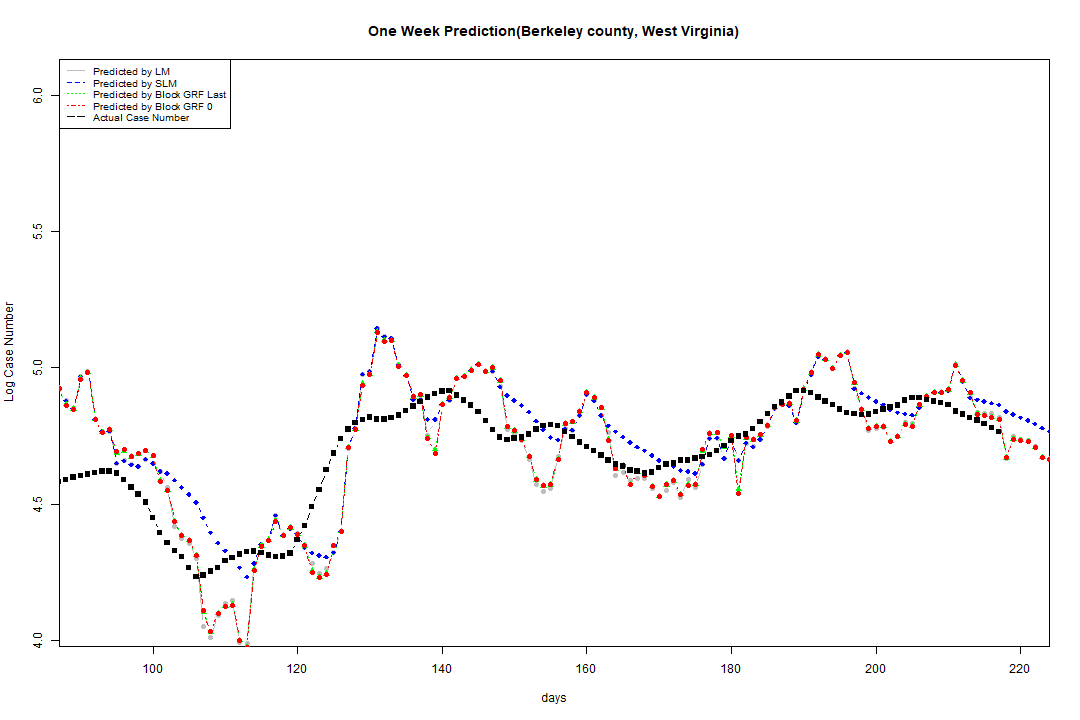 One Week Prediction(Berkeley county, West Virginia)
Predicted by LM
Predicted by SLM
Predicted by Block GRF Last
Predicted by Block GRF 0
Actual Case Number
6.0
5.5
5.0
4.5
4.0
Log Case Number
100 120 140 160 180 200 220
days